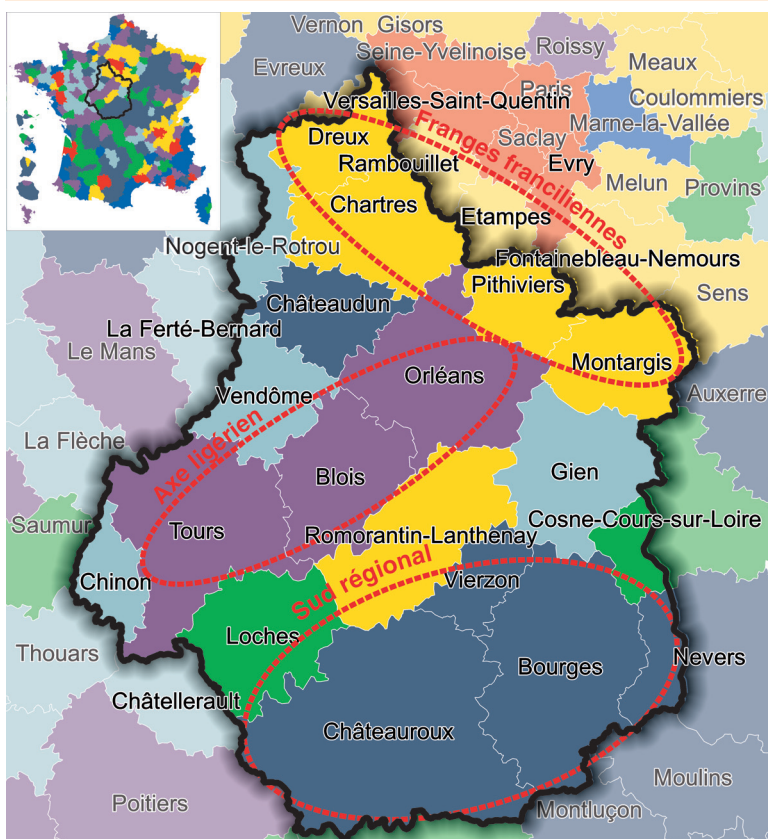 Vernon Gisors
Seine-Yvelinoise
Roissy
Meaux
Evreux
Paris
Coulommiers
Versailles-Saint-Quentin
Marne-la-Vallée
Dreux
Saclay
Franges franciliennes
Rambouillet
Evry
Melun
Provins
Chartres
Etampes
Nogent-le-Rotrou
Fontainebleau-Nemours
Pithiviers
Sens
Châteaudun
La Ferté-Bernard
Le Mans
Montargis
Orléans
Auxerre
Vendôme
La Flèche
Axe ligérien
Gien
Blois
Saumur
Tours
Cosne-Cours-sur-Loire
Romorantin-Lanthenay
Chinon
Sud régional
Vierzon
Loches
Thouars
Bourges
Nevers
Châtellerault
Châteauroux
Moulins
Poitiers
Montluçon